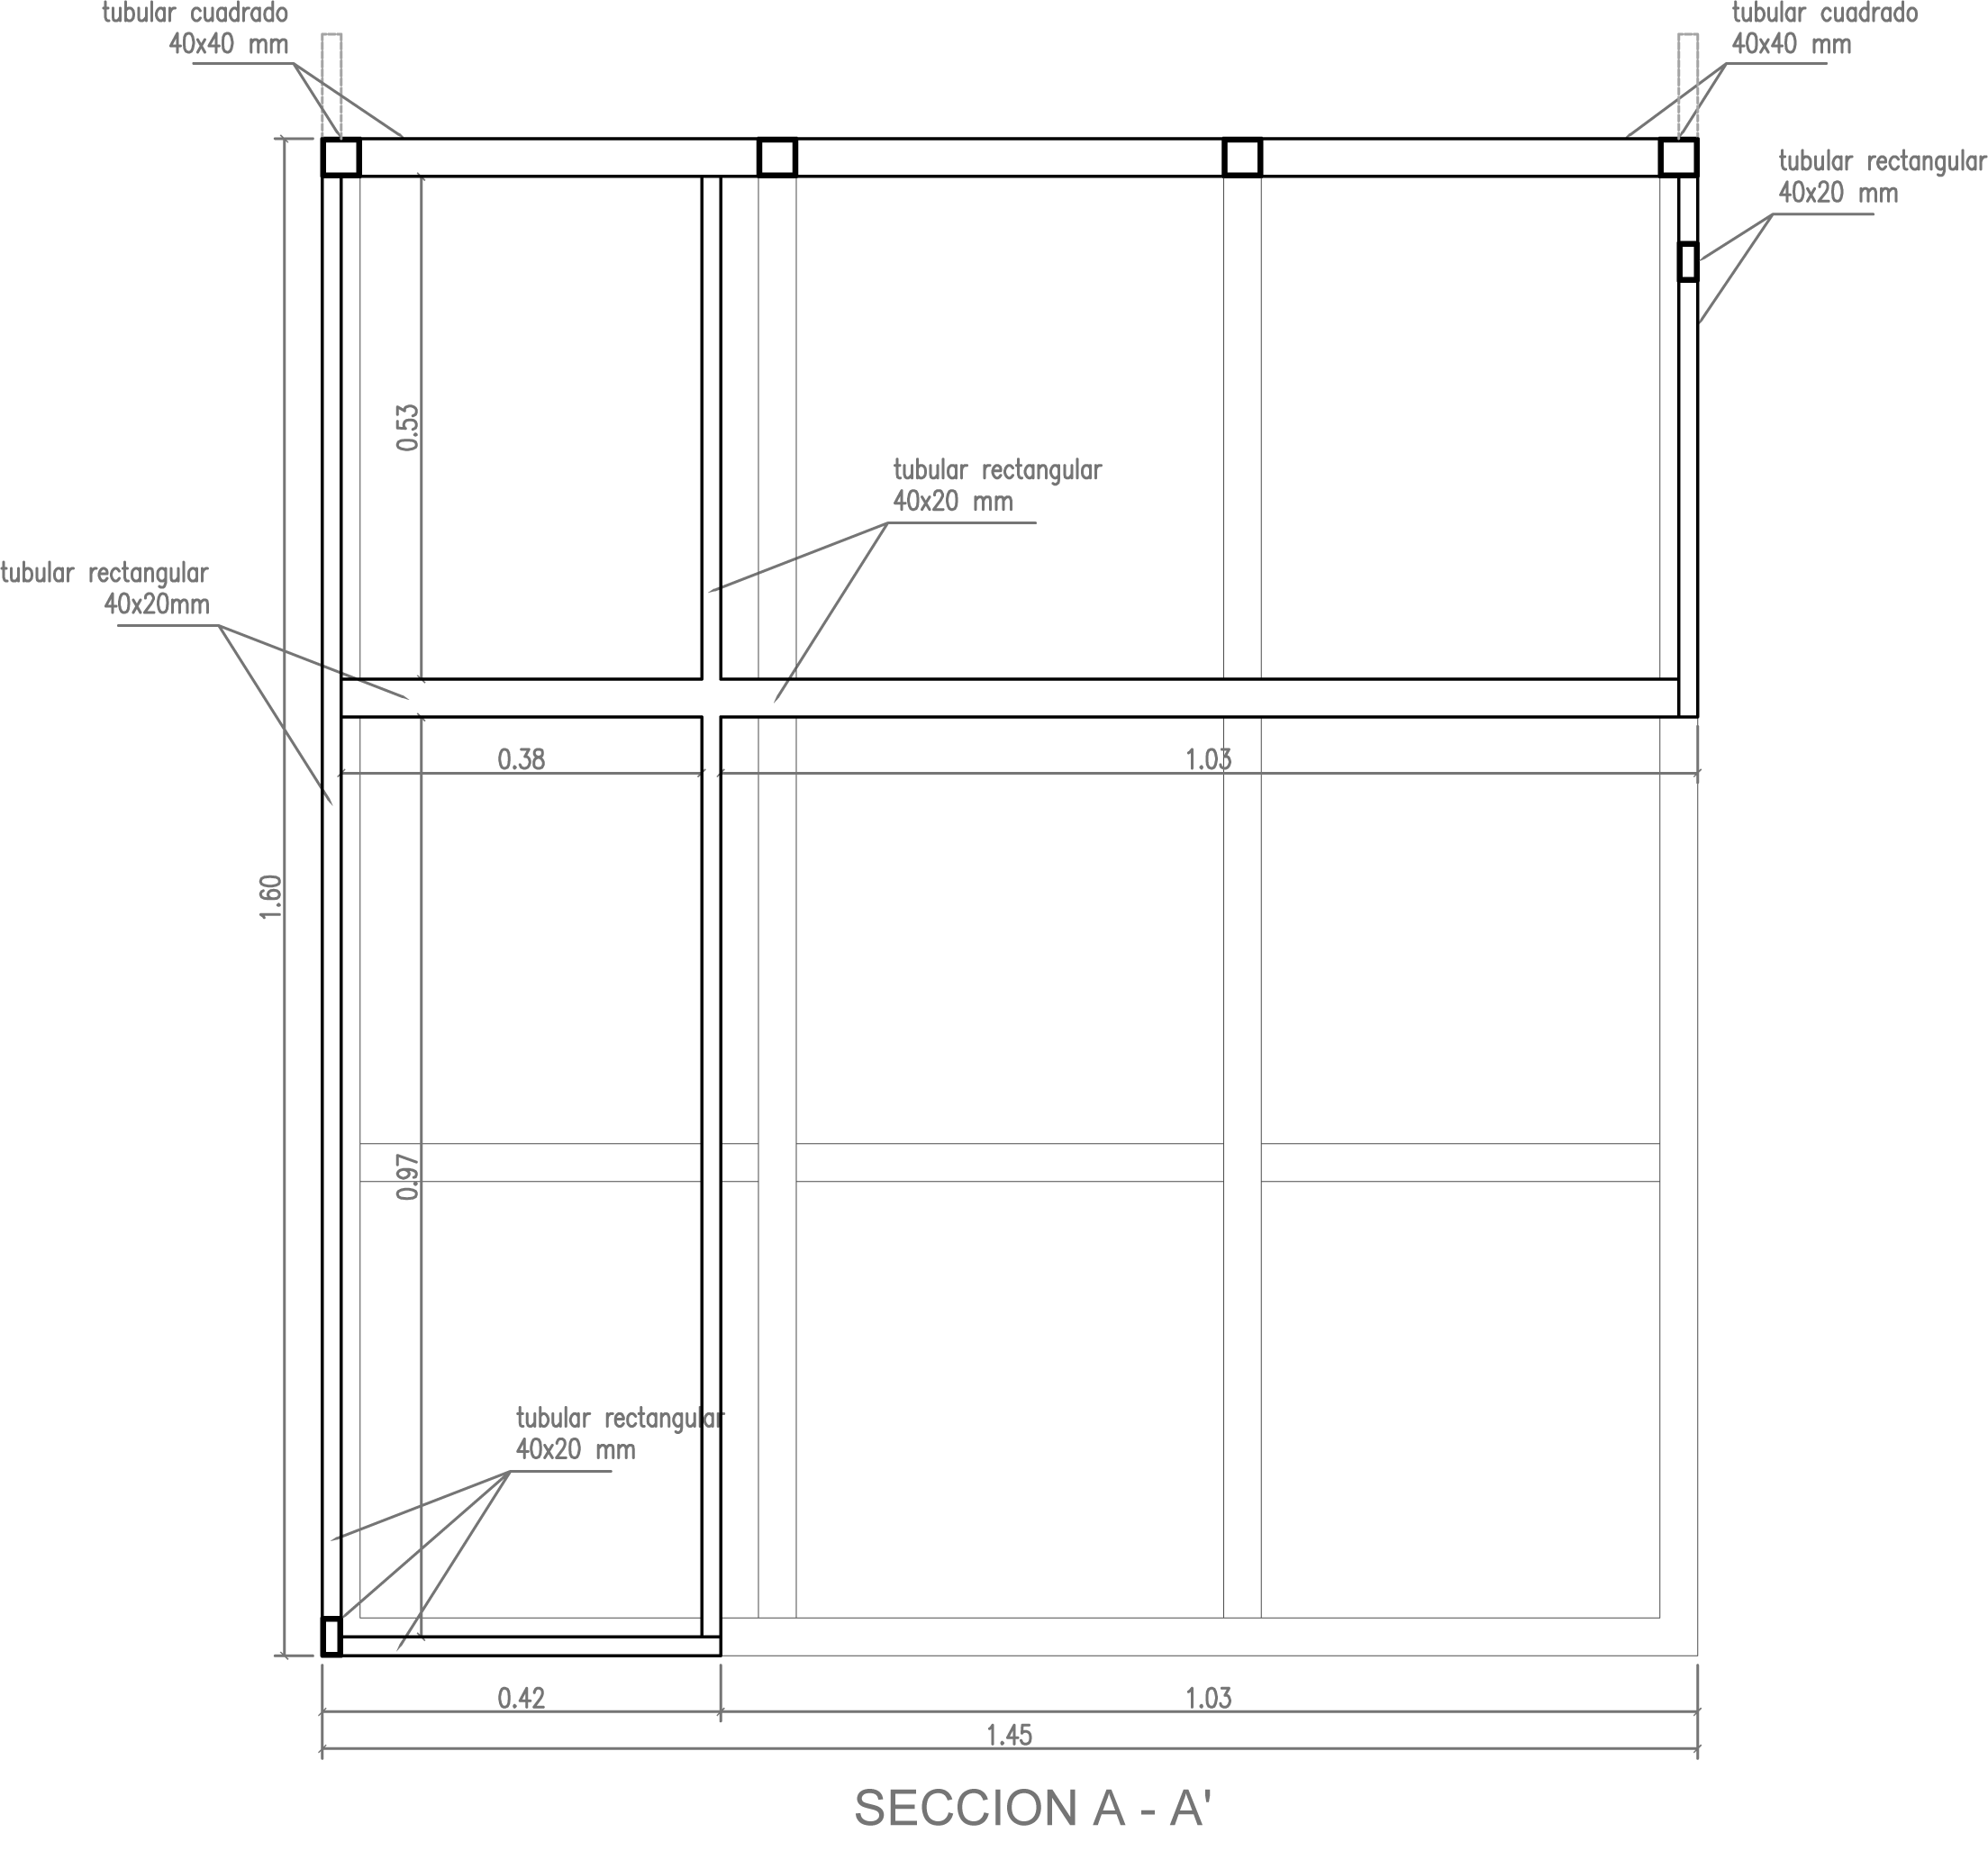 tubular cuadrado
40x40 mm
tubular cuadrado
40x40 mm
tubular rectangular
40x20 mm
0.53
tubular rectangular
40x20 mm
tubular rectangular
40x20mm
0.38
1.03
1.60
0.97
tubular rectangular
40x20 mm
0.42
1.03
1.45
SECCION A - A'